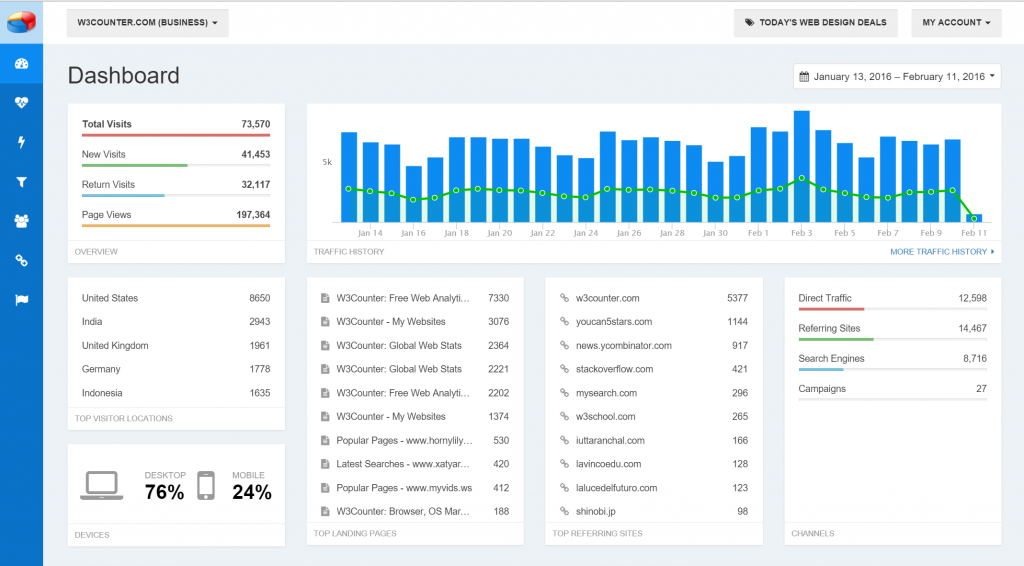 W3COUNTER.COM (BUSINESS)
TODAY'S WEB DESIGN DEALS
MY ACCOUNT
Dashboard
January 13, 2016 – February 11, 2016
Total Visits 73,570
New Visits 41,453
Return Visits 32,117
Page Views 197,364
OVERVIEW
5k
Jan 14 Jan 16 Jan 18 Jan 20 Jan 22 Jan 24 Jan 26 Jan 28 Jan 30 Feb 1 Feb 3 Feb 5 Feb 7 Feb 9 Feb 11
TRAFFIC HISTORY
MORE TRAFFIC HISTORY
United States 8650
India 2943
United Kingdom 1961
Germany 1778
Indonesia 1635
TOP VISITOR LOCATIONS
DESKTOP
76%
MOBILE
24%
DEVICES
W3Counter: Free Web Analyti... 7330
W3Counter - My Websites 3076
W3Counter: Global Web Stats 2364
W3Counter: Global Web Stats 2221
W3Counter: Free Web Analyti... 2202
W3Counter - My Websites 1374
Popular Pages - www.hornylily... 530
Latest Searches - www.xatyar... 420
Popular Pages - www.myvids.ws 412
W3Counter: Browser, OS Mar... 188
TOP LANDING PAGES
w3counter.com 5377
youcan5stars.com 1144
news.ycombinator.com 917
stackoverflow.com 421
mysearch.com 296
w3school.com 265
iuttaranchal.com 166
lavincoedu.com 128
lalucedelfuturo.com 123
shinobi.jp 98
TOP REFERRING SITES
Direct Traffic 12,598
Referring Sites 14,467
Search Engines 8,716
Campaigns 27
CHANNELS